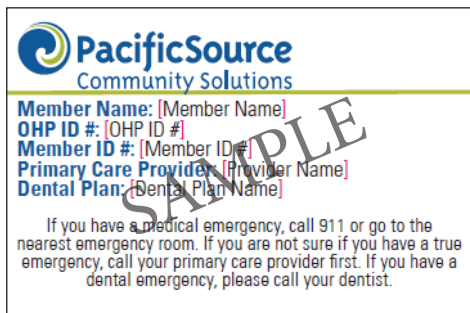 PacificSource
Community Solutions
Member Name: [Member Name]
OHP ID #: [OHP ID #]
Member ID #: [Member ID #]
Primary Care Provider: [Provider Name]
Dental Plan: [Dental Plan Name]
SAMPLE
If you have a medical emergency, call 911 or go to the
nearest emergency room. If you are not sure if you have a true
emergency, call your primary care provider first. If you have a
dental emergency, please call your dentist.